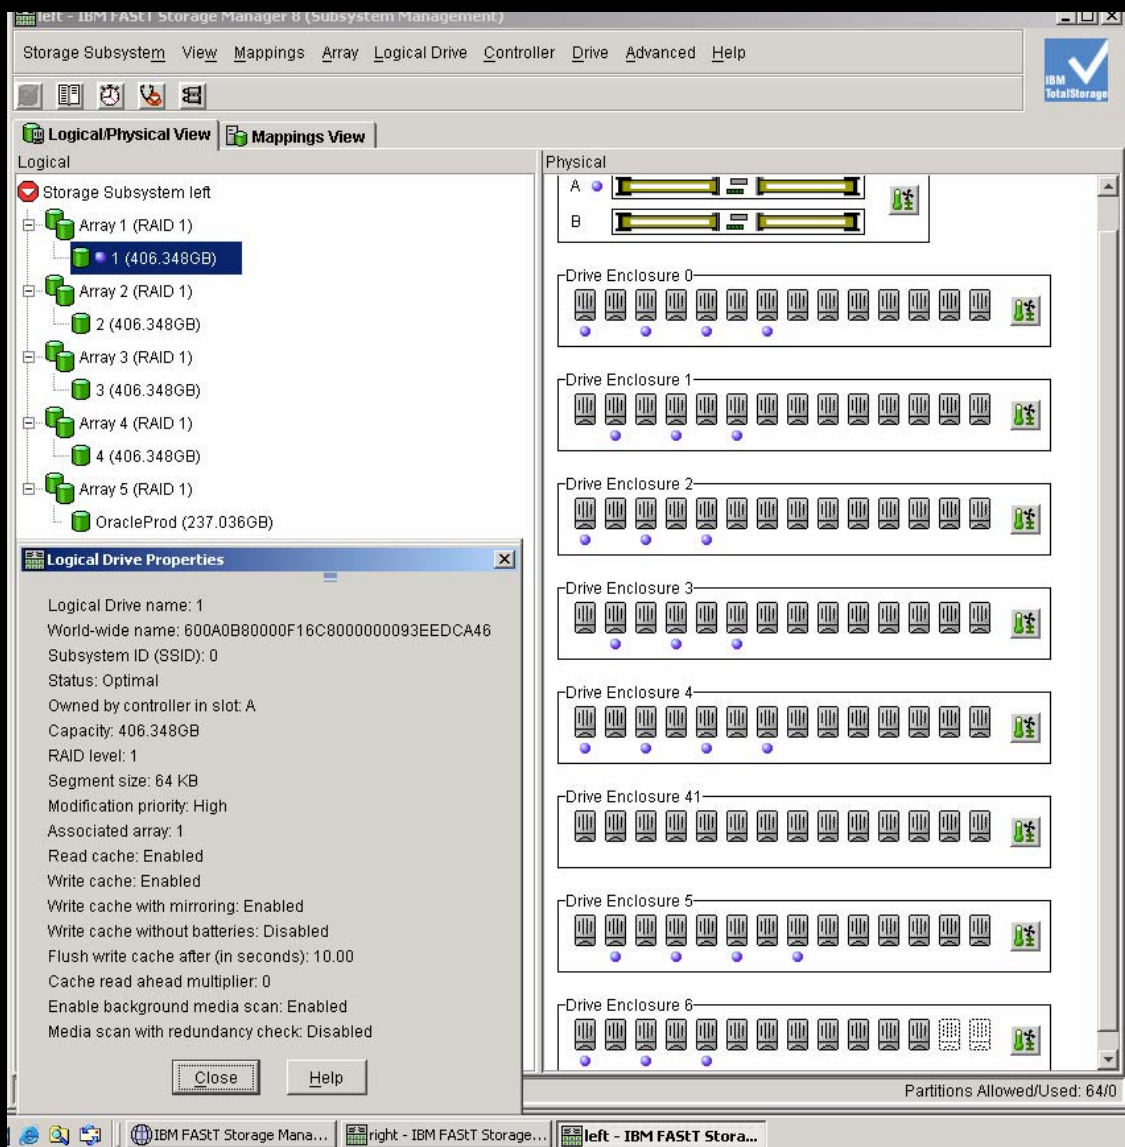 left - IBM FAStT Storage Manager 8 (Subsystem Management)
Storage Subsystem View Mappings Array Logical Drive Controller Drive Advanced Help
IBM
TotalStorage
Logical/Physical View Mappings View
Logical
Storage Subsystem left
Array 1 (RAID 1)
1 (406.348GB)
Array 2 (RAID 1)
2 (406.348GB)
Array 3 (RAID 1)
3 (406.348GB)
Array 4 (RAID 1)
4 (406.348GB)
Array 5 (RAID 1)
OracleProd (237.036GB)
Physical
A
B
Drive Enclosure 0
Drive Enclosure 1
Drive Enclosure 2
Drive Enclosure 3
Drive Enclosure 4
Drive Enclosure 41
Drive Enclosure 5
Drive Enclosure 6
Logical Drive Properties
Logical Drive name: 1
World-wide name: 600A0B80000F16C8000000093EEDCA46
Subsystem ID (SSID): 0
Status: Optimal
Owned by controller in slot: A
Capacity: 406.348GB
RAID level: 1
Segment size: 64 KB
Modification priority: High
Associated array: 1
Read cache: Enabled
Write cache: Enabled
Write cache with mirroring: Enabled
Write cache without batteries: Disabled
Flush write cache after (in seconds): 10.00
Cache read ahead multiplier: 0
Enable background media scan: Enabled
Media scan with redundancy check: Disabled
Close Help
Partitions Allowed/Used: 64/0
IBM FAStT Storage Mana... right - IBM FAStT Storage... left - IBM FAStT Stora...